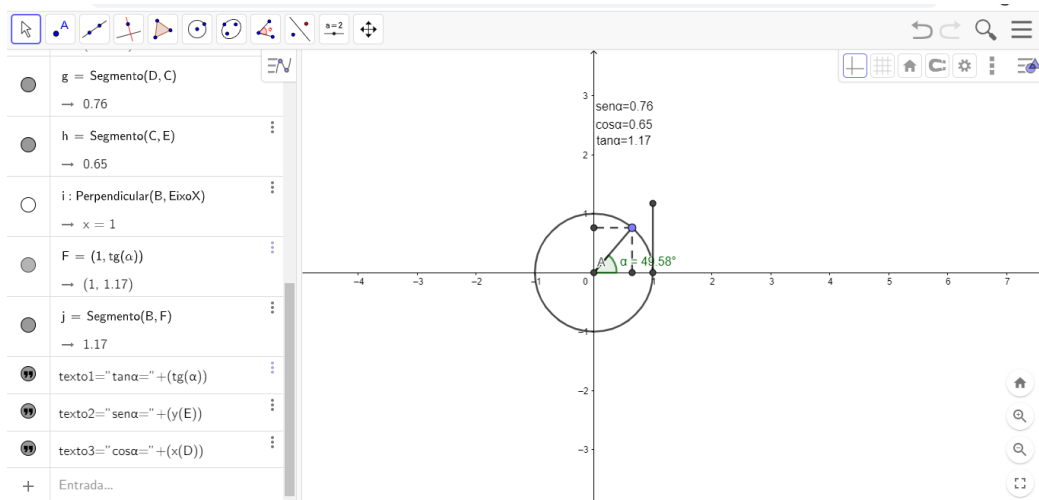 A
a=2
g = Segmento(D, C)
→ 0.76
h = Segmento(C, E)
→ 0.65
i : Perpendicular(B, EixoX)
→ x = 1
F = (1, tg(α))
→ (1, 1.17)
j = Segmento(B, F)
→ 1.17
texto1="tanα="+(tg(α))
texto2="senα="+(y(E))
texto3="cosα="+(x(D))
+ Entrada...
3
senα=0.76
cosα=0.65
tanα=1.17
2
1
A α = 49.58°
–4 –3 –2 –1 0 1 2 3 4 5 6 7
–1
–2
–3